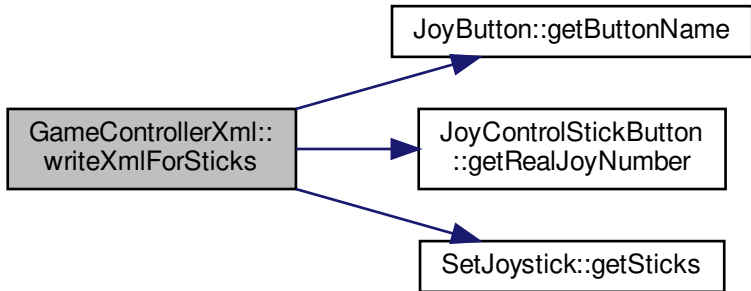 GameControllerXml::
writeXmlForSticks
JoyButton::getButtonName
JoyControlStickButton
::getRealJoyNumber
SetJoystick::getSticks